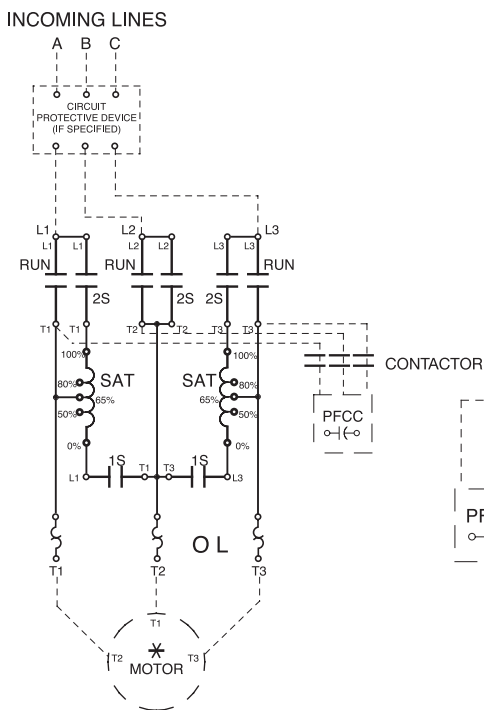 INCOMING LINES
A B C
CIRCUIT
PROTECTIVE DEVICE
(IF SPECIFIED)
L1 L2 L3
L1 L1 L2 L2 L3 L3
RUN RUN RUN
2S 2S 2S
T1 T1 T2 T2 T3 T3
100% 100%
CONTACTOR
SAT SAT
80% 80%
65% 65%
50% 50%
PFCC
0% 0%
1S 1S
L1 T1 T3 L3
PF
OL
T1 T2 T3
T1
T2 T3
*
MOTOR